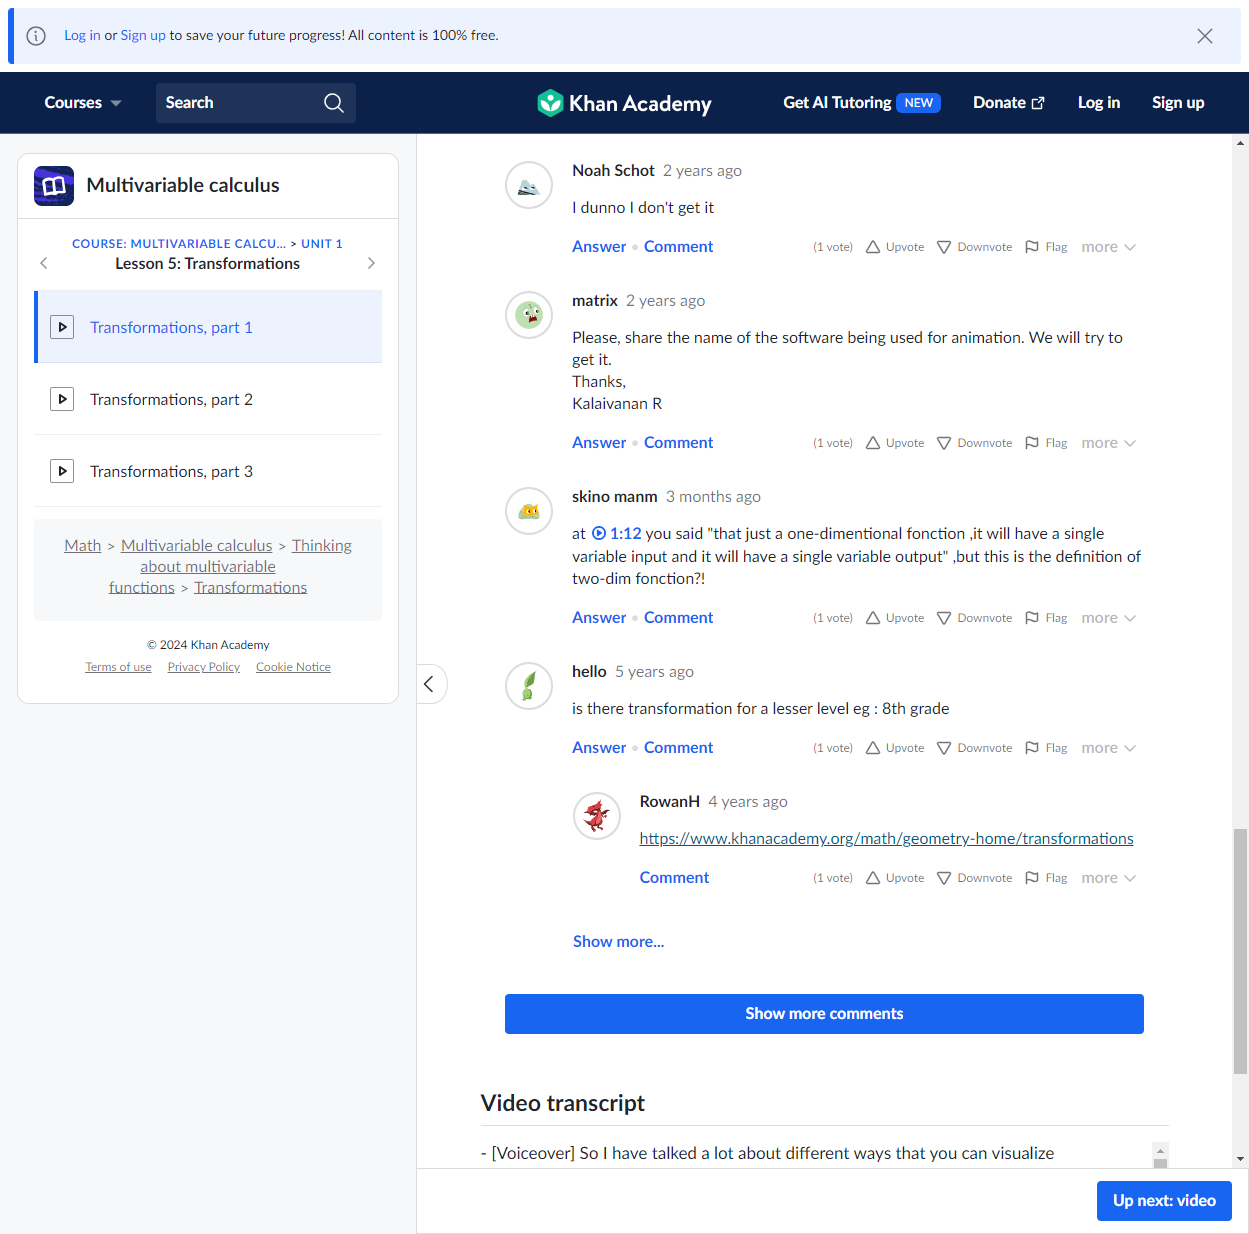 Log in or Sign up to save your future progress! All content is 100% free.
Courses
Search
Khan Academy
Get AI Tutoring NEW
Donate
Log in
Sign up
Multivariable calculus
COURSE: MULTIVARIABLE CALCU... > UNIT 1
Lesson 5: Transformations
Transformations, part 1
Transformations, part 2
Transformations, part 3
Math > Multivariable calculus > Thinking
about multivariable
functions > Transformations
© 2024 Khan Academy
Terms of use Privacy Policy Cookie Notice
Noah Schot 2 years ago
I dunno I don't get it
Answer • Comment (1 vote) Upvote Downvote Flag more
matrix 2 years ago
Please, share the name of the software being used for animation. We will try to
get it.
Thanks,
Kalaivanan R
Answer • Comment (1 vote) Upvote Downvote Flag more
skino manm 3 months ago
at 1:12 you said "that just a one-dimentional fonction ,it will have a single
variable input and it will have a single variable output" ,but this is the definition of
two-dim fonction?!
Answer • Comment (1 vote) Upvote Downvote Flag more
hello 5 years ago
is there transformation for a lesser level eg : 8th grade
Answer • Comment (1 vote) Upvote Downvote Flag more
RowanH 4 years ago
https://www.khanacademy.org/math/geometry-home/transformations
Comment (1 vote) Upvote Downvote Flag more
Show more...
Show more comments
Video transcript
- [Voiceover] So I have talked a lot about different ways that you can visualize
Up next: video